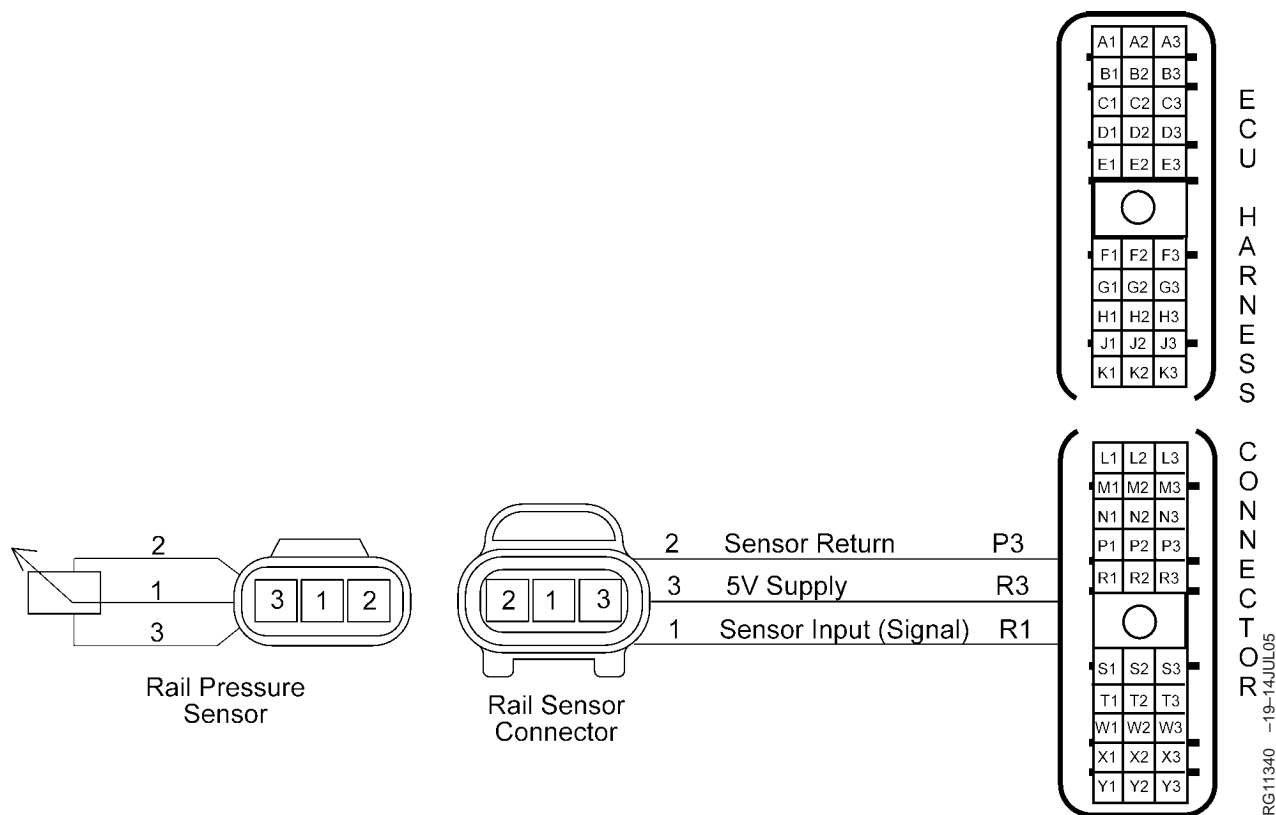 A1 A2 A3
B1 B2 B3
C1 C2 C3
D1 D2 D3
E1 E2 E3
F1 F2 F3
G1 G2 G3
H1 H2 H3
J1 J2 J3
K1 K2 K3
L1 L2 L3
M1 M2 M3
N1 N2 N3
P1 P2 P3
R1 R2 R3
S1 S2 S3
T1 T2 T3
W1 W2 W3
X1 X2 X3
Y1 Y2 Y3
ECU HARNESS CONNECTOR
2
1
3
3 1 2
Rail Pressure
Sensor
2 1 3
Rail Sensor
Connector
2 Sensor Return P3
3 5V Supply R3
1 Sensor Input (Signal) R1
RG11340 –19–14JUL05